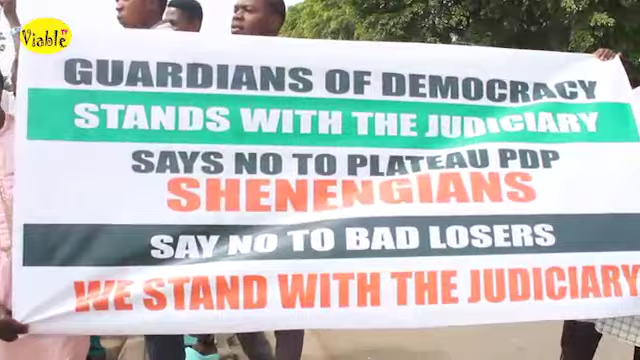 Viable TV
GUARDIANS OF DEMOCRACY
STANDS WITH THE JUDICIARY
SAYS NO TO PLATEAU PDP
SHENENGIANS
SAY NO TO BAD LOSERS
WE STAND WITH THE JUDICIARY